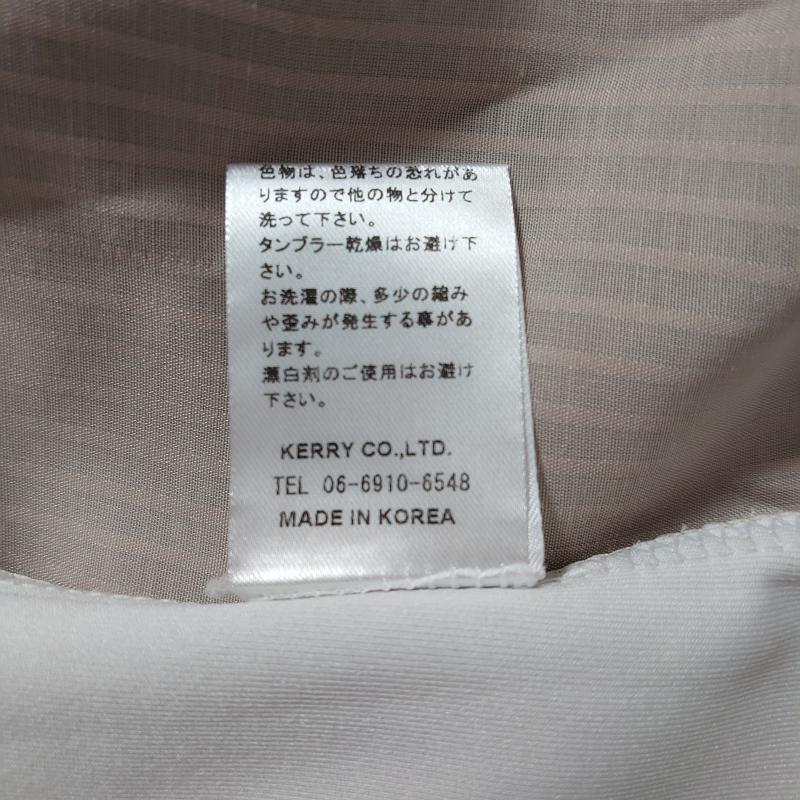 色物は、色落ちの恐れがあ
りますので他の物と分けて
洗って下さい。
タンブラー乾燥はお避け下
さい。
お洗濯の際、多少の縮み
や歪みが発生する事があ
ります。
漂白剤のご使用はお避け
下さい。
KERRY CO.,LTD.
TEL 06-6910-6548
MADE IN KOREA